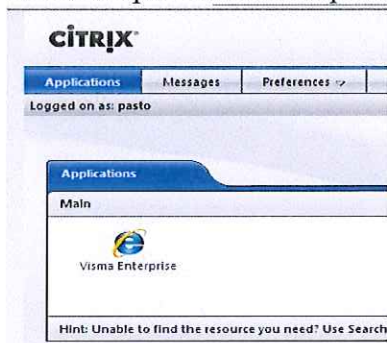 CITRIX
Applications Messages Preferences
Logged on as: pasto
Applications
Main
Visma Enterprise
Hint: Unable to find the resource you need? Use Search